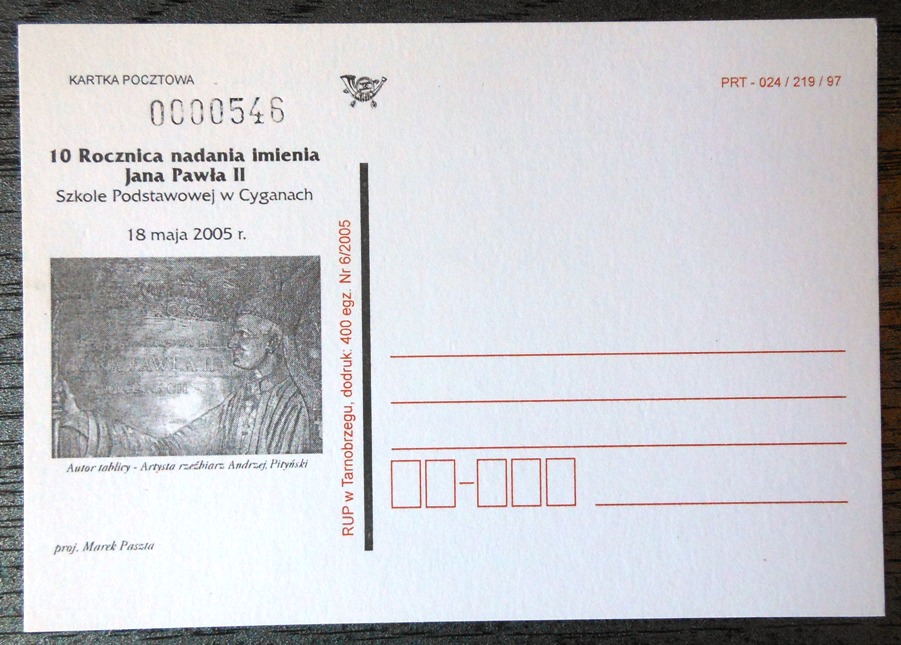 KARTKA POCZTOWA
0000546
10 Rocznica nadania imienia
Jana Pawła II
Szkole Podstawowej w Cyganach
18 maja 2005 r.
Autor tablicy - Artysta rzeźbiarz Andrzej Pityński
proj. Marek Paszta
RUP w Tarnobrzegu, dodruk: 400 egz. Nr 6/2005
PRT - 024 / 219 / 97